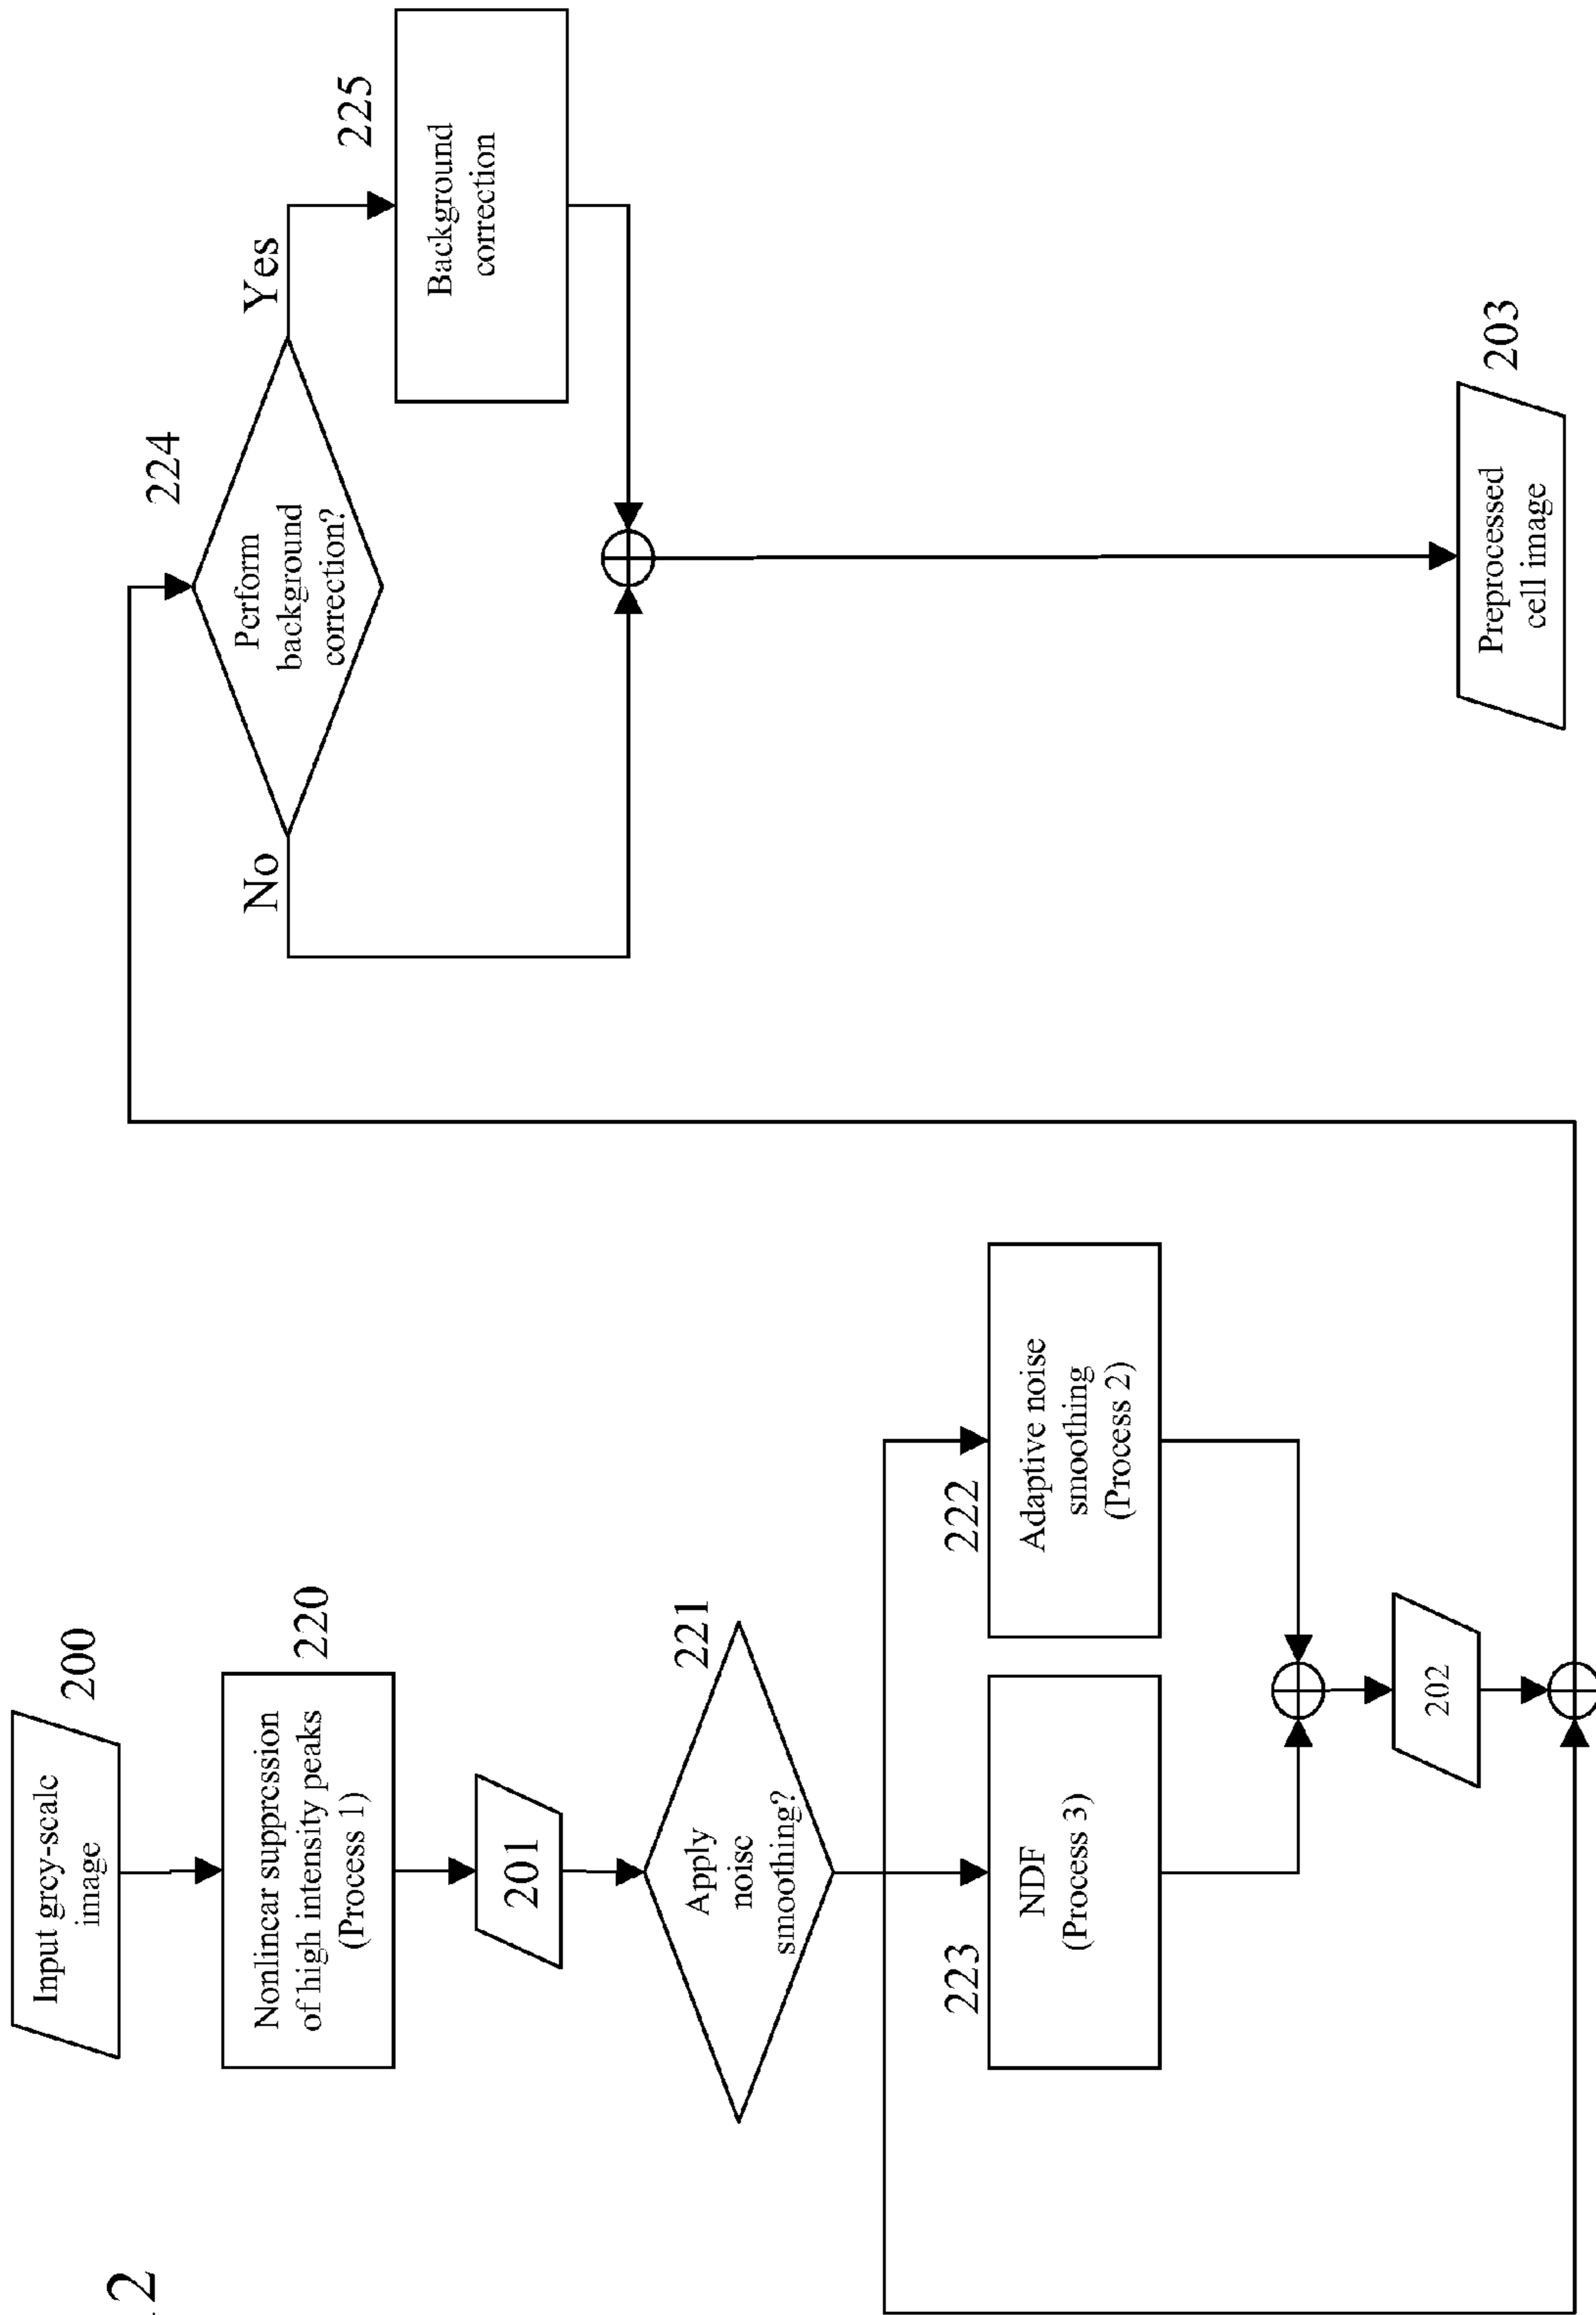 .2
Input grey-scale
image
200
Nonlinear suppression
of high intensity peaks
(Process 1)
220
201
Apply
noise
smoothing?
221
223
NDF
(Process 3)
222
Adaptive noise
smoothing
(Process 2)
202
224
Perform
background
correction?
No
Yes
225
Background
correction
Preprocessed
cell image
203